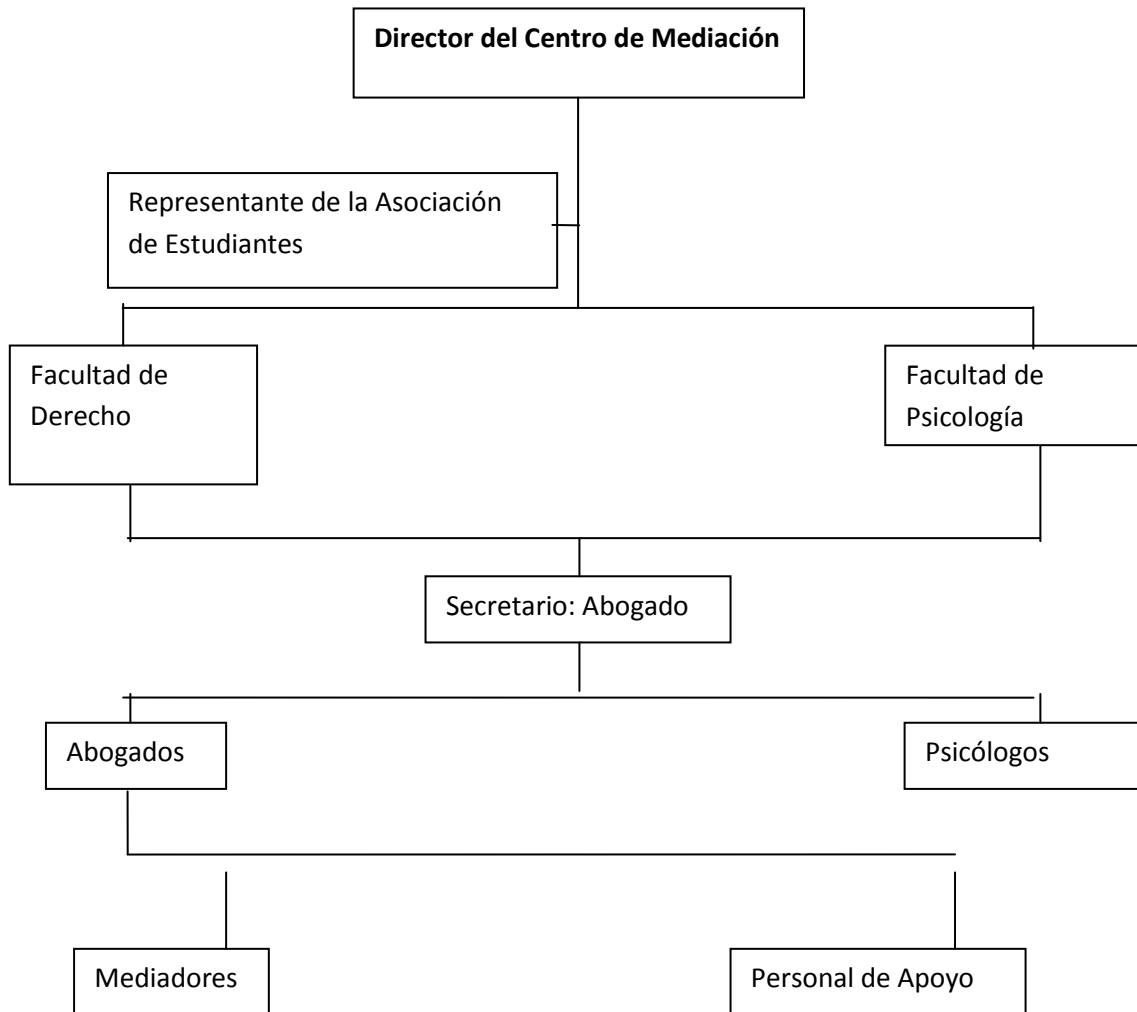 Director del Centro de Mediación
Representante de la Asociación
de Estudiantes
Facultad de
Derecho
Facultad de
Psicología
Secretario: Abogado
Abogados
Psicólogos
Mediadores
Personal de Apoyo